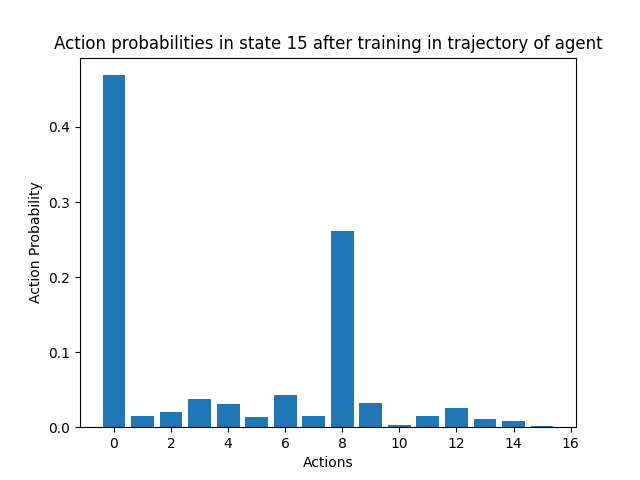 Action probabilities in state 15 after training in trajectory of agent
0.4
0.3
0.2
0.1
0.0
Action Probability
0 2 4 6 8 10 12 14 16
Actions